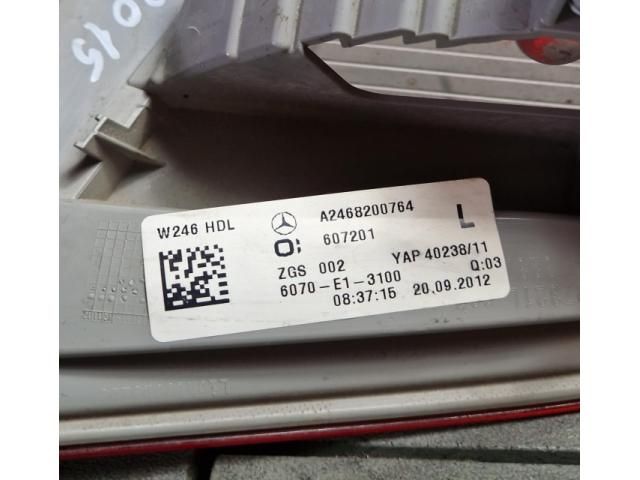 2015
W246 HDL
A2468200764
L
607201
ZGS 002
YAP 40238/11
6070-E1-3100
Q:03
08:37:15 20.09.2012